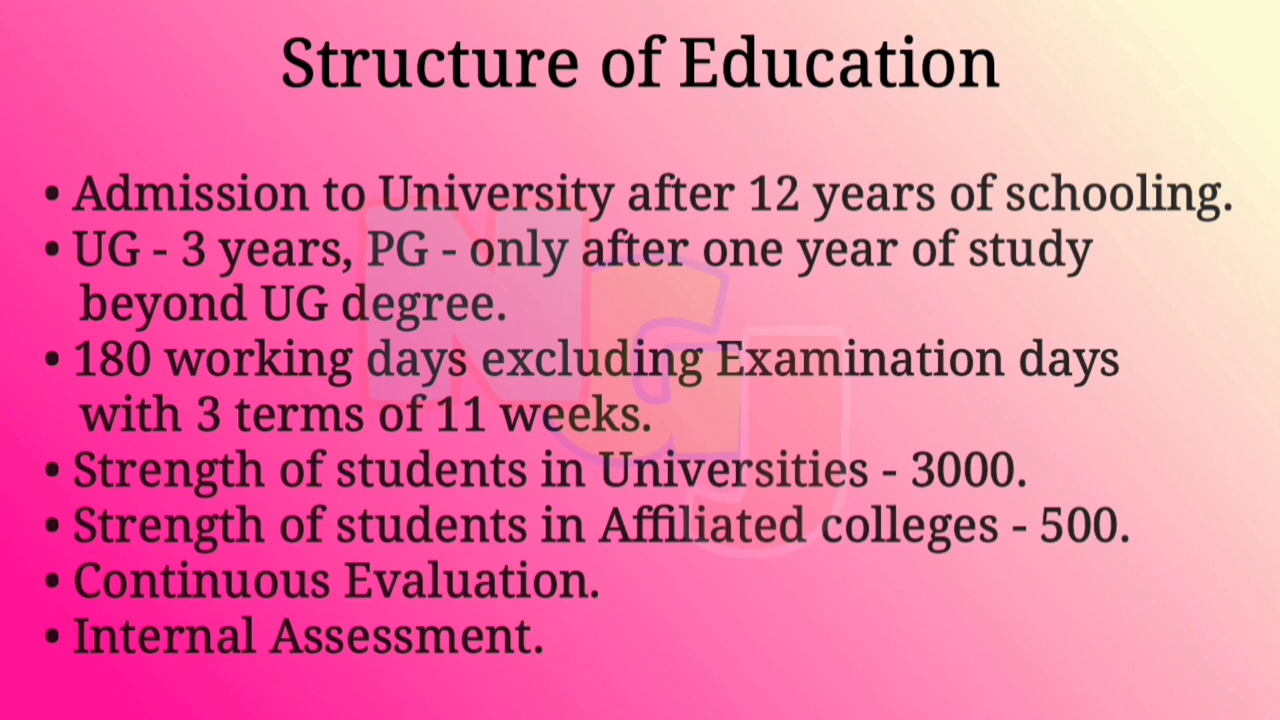 Structure of Education
• Admission to University after 12 years of schooling.
• UG - 3 years, PG - only after one year of study
beyond UG degree.
• 180 working days excluding Examination days
with 3 terms of 11 weeks.
• Strength of students in Universities - 3000.
• Strength of students in Affiliated colleges - 500.
• Continuous Evaluation.
• Internal Assessment.
NGJ